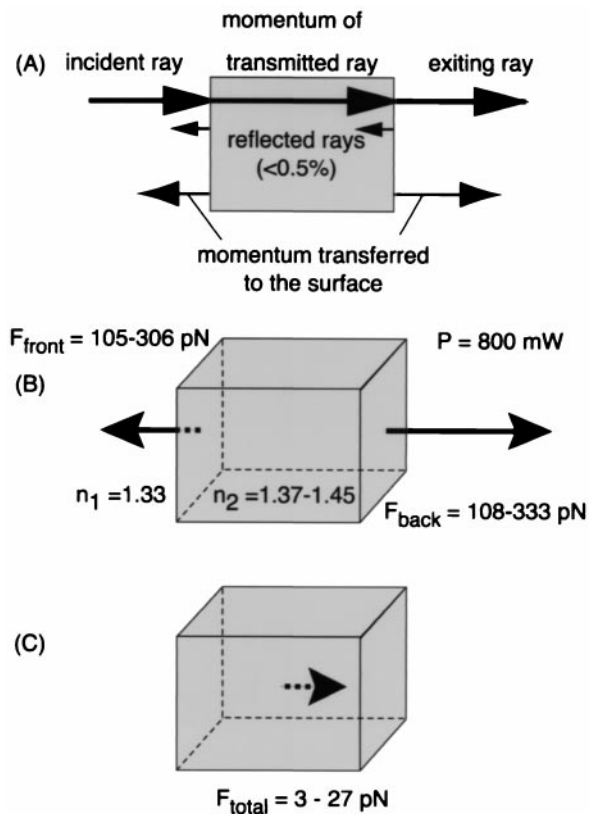 momentum of
(A) incident ray transmitted ray exiting ray
reflected rays
(<0.5%)
momentum transferred
to the surface
F_front = 105-306 pN P = 800 mW
(B)
n_1 =1.33 n_2 =1.37-1.45
F_back = 108-333 pN
(C)
F_total = 3 - 27 pN